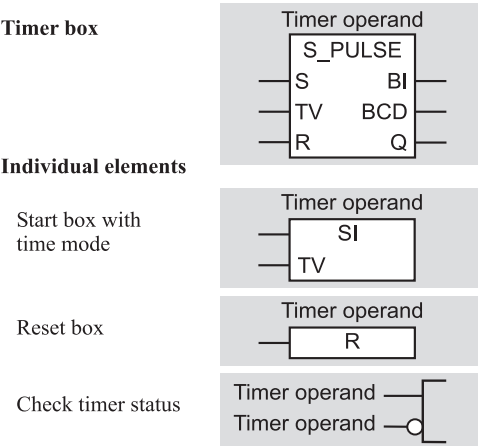 Timer box
Timer operand
S_PULSE
S BI
TV BCD
R Q
Individual elements
Start box with
time mode
Timer operand
SI
TV
Reset box
Timer operand
R
Check timer status
Timer operand
Timer operand